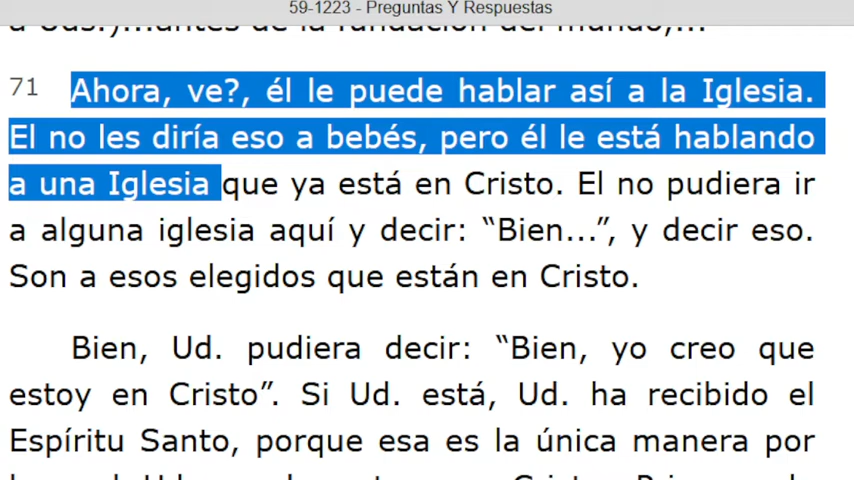 59-1223 - Preguntas Y Respuestas
71 Ahora, ve?, él le puede hablar así a la Iglesia.
El no les diría eso a bebés, pero él le está hablando
a una Iglesia que ya está en Cristo. El no pudiera ir
a alguna iglesia aquí y decir: “Bien...”, y decir eso.
Son a esos elegidos que están en Cristo.
Bien, Ud. pudiera decir: “Bien, yo creo que
estoy en Cristo”. Si Ud. está, Ud. ha recibido el
Espíritu Santo, porque esa es la única manera por